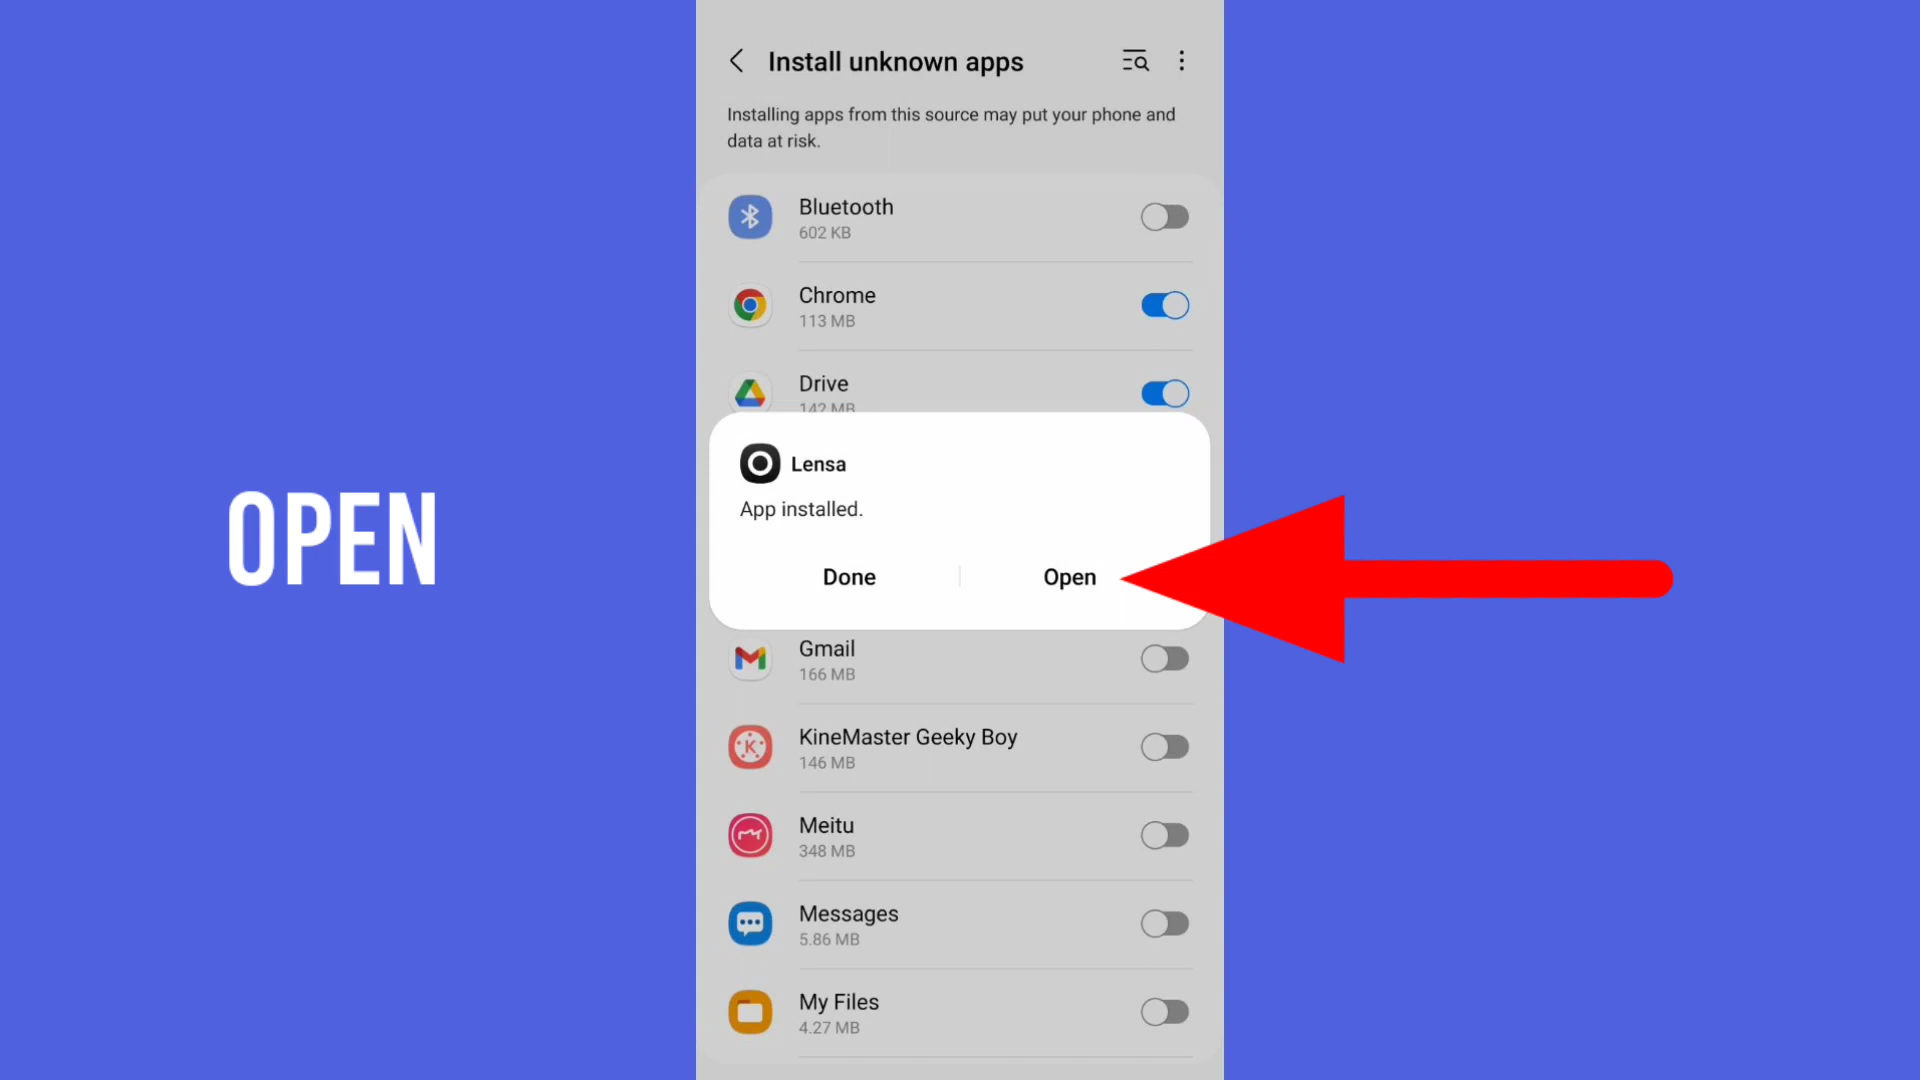 OPEN
Install unknown apps
Installing apps from this source may put your phone and
data at risk.
Bluetooth
602 KB
Chrome
113 MB
Drive
142 MB
Lensa
App installed.
Done
Open
Gmail
166 MB
KineMaster Geeky Boy
146 MB
Meitu
348 MB
Messages
5.86 MB
My Files
4.27 MB